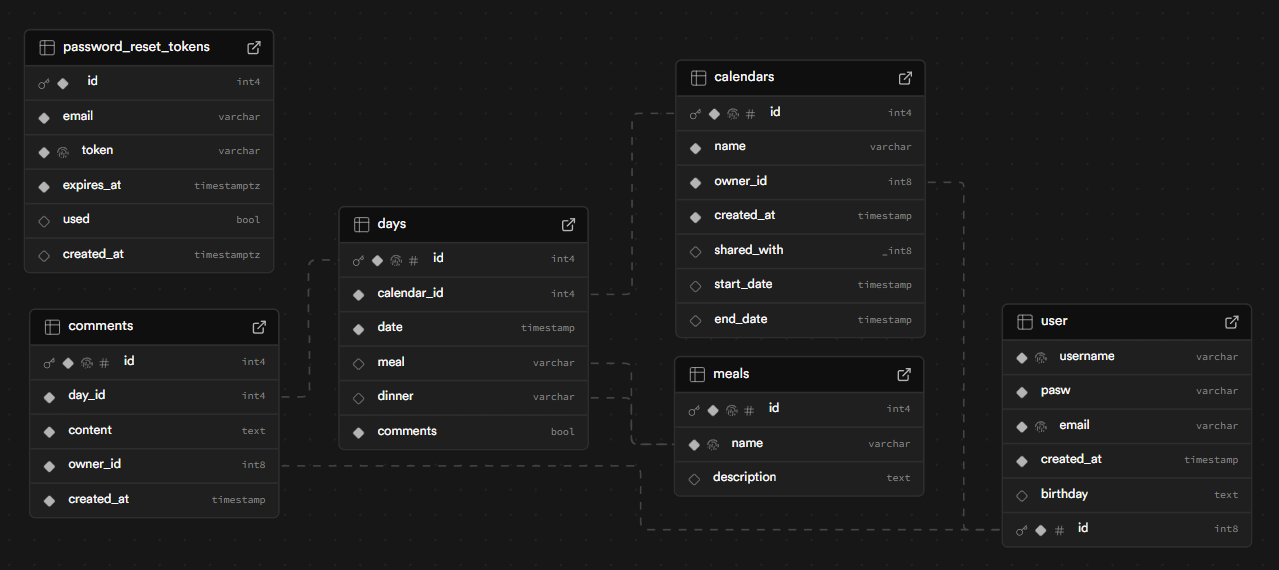 password_reset_tokens
id int4
email varchar
token varchar
expires_at timestamptz
used bool
created_at timestamptz
comments
# id int4
day_id int4
content text
owner_id int8
created_at timestamp
days
# id int4
calendar_id int4
date timestamp
meal varchar
dinner varchar
comments bool
calendars
# id int4
name varchar
owner_id int8
created_at timestamp
shared_with _int8
start_date timestamp
end_date timestamp
meals
# id int4
name varchar
description text
user
username varchar
pasw varchar
email varchar
created_at timestamp
birthday text
# id int8